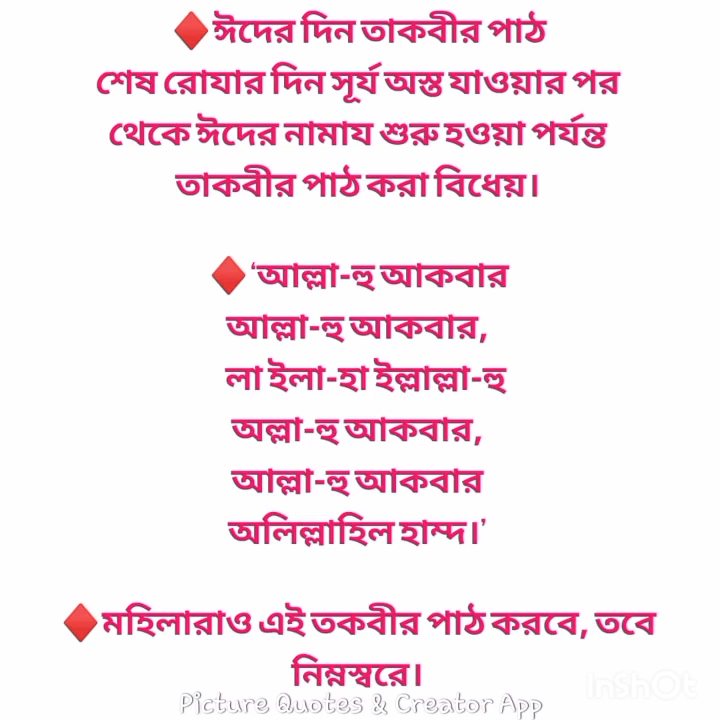 ♦️ঈদের দিন তাকবীর পাঠ
শেষ রোযার দিন সূর্য অস্ত যাওয়ার পর
থেকে ঈদের নামায শুরু হওয়া পর্যন্ত
তাকবীর পাঠ করা বিধেয়।
♦️‘আল্লা-হু আকবার
আল্লা-হু আকবার,
লা ইলা-হা ইল্লাল্লা-হু
অল্লা-হু আকবার,
আল্লা-হু আকবার
অলিল্লাহিল হাম্দ।’
♦️মহিলারাও এই তকবীর পাঠ করবে, তবে
নিম্নস্বরে।
InShOt
Picture Quotes & Creator App